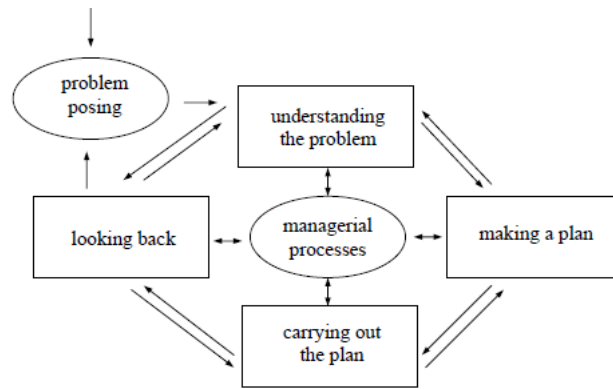 problem
posing
understanding
the problem
looking back
managerial
processes
making a plan
carrying out
the plan